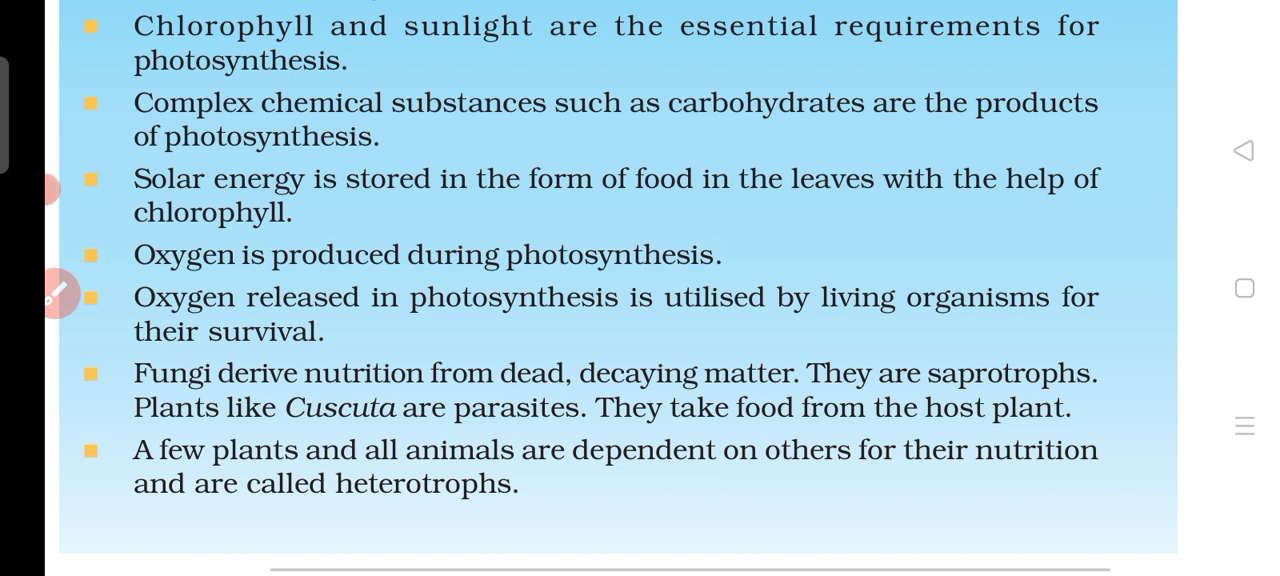 Chlorophyll and sunlight are the essential requirements for
photosynthesis.
Complex chemical substances such as carbohydrates are the products
of photosynthesis.
Solar energy is stored in the form of food in the leaves with the help of
chlorophyll.
Oxygen is produced during photosynthesis.
Oxygen released in photosynthesis is utilised by living organisms for
their survival.
Fungi derive nutrition from dead, decaying matter. They are saprotrophs.
Plants like Cuscuta are parasites. They take food from the host plant.
A few plants and all animals are dependent on others for their nutrition
and are called heterotrophs.